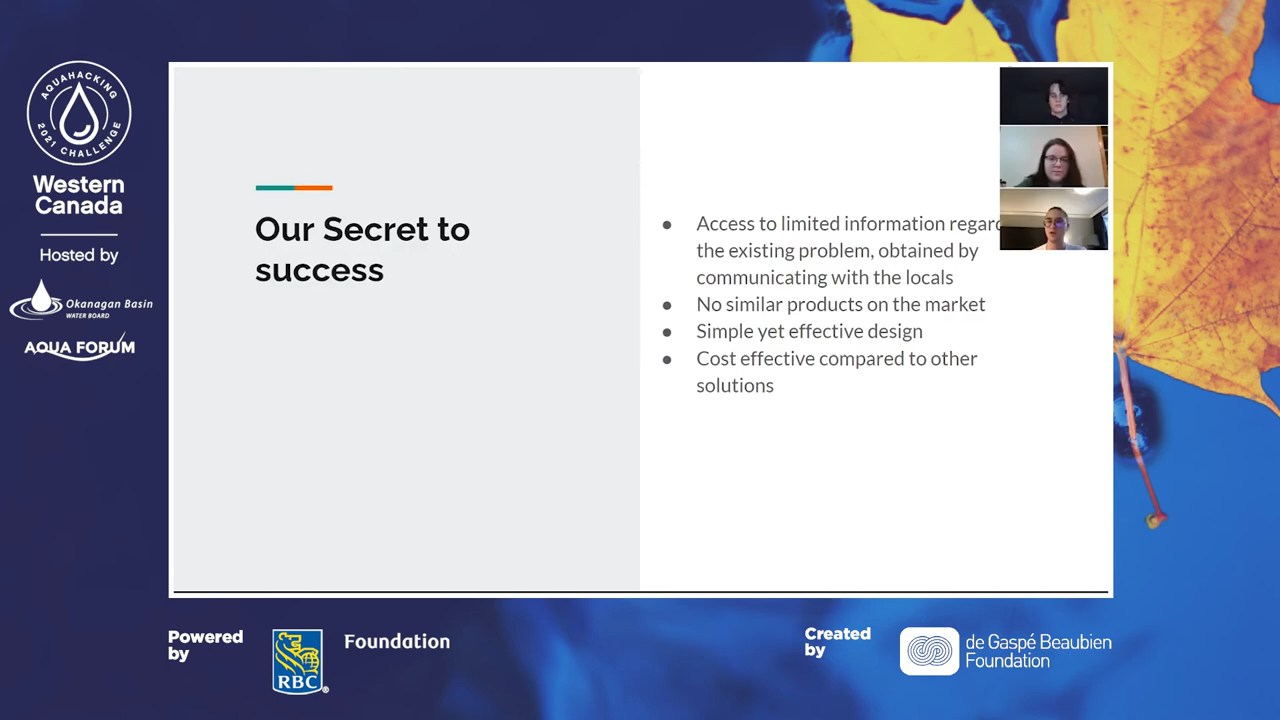 AQUAHACKING
2021 CHALLENGE
Western
Canada
Hosted by
Okanagan Basin
WATER BOARD
AQUA FORUM
Our Secret to
success
● Access to limited information regard
the existing problem, obtained by
communicating with the locals
● No similar products on the market
● Simple yet effective design
● Cost effective compared to other
solutions
Powered
by
RBC®
Foundation
Created
by
de Gaspé Beaubien
Foundation